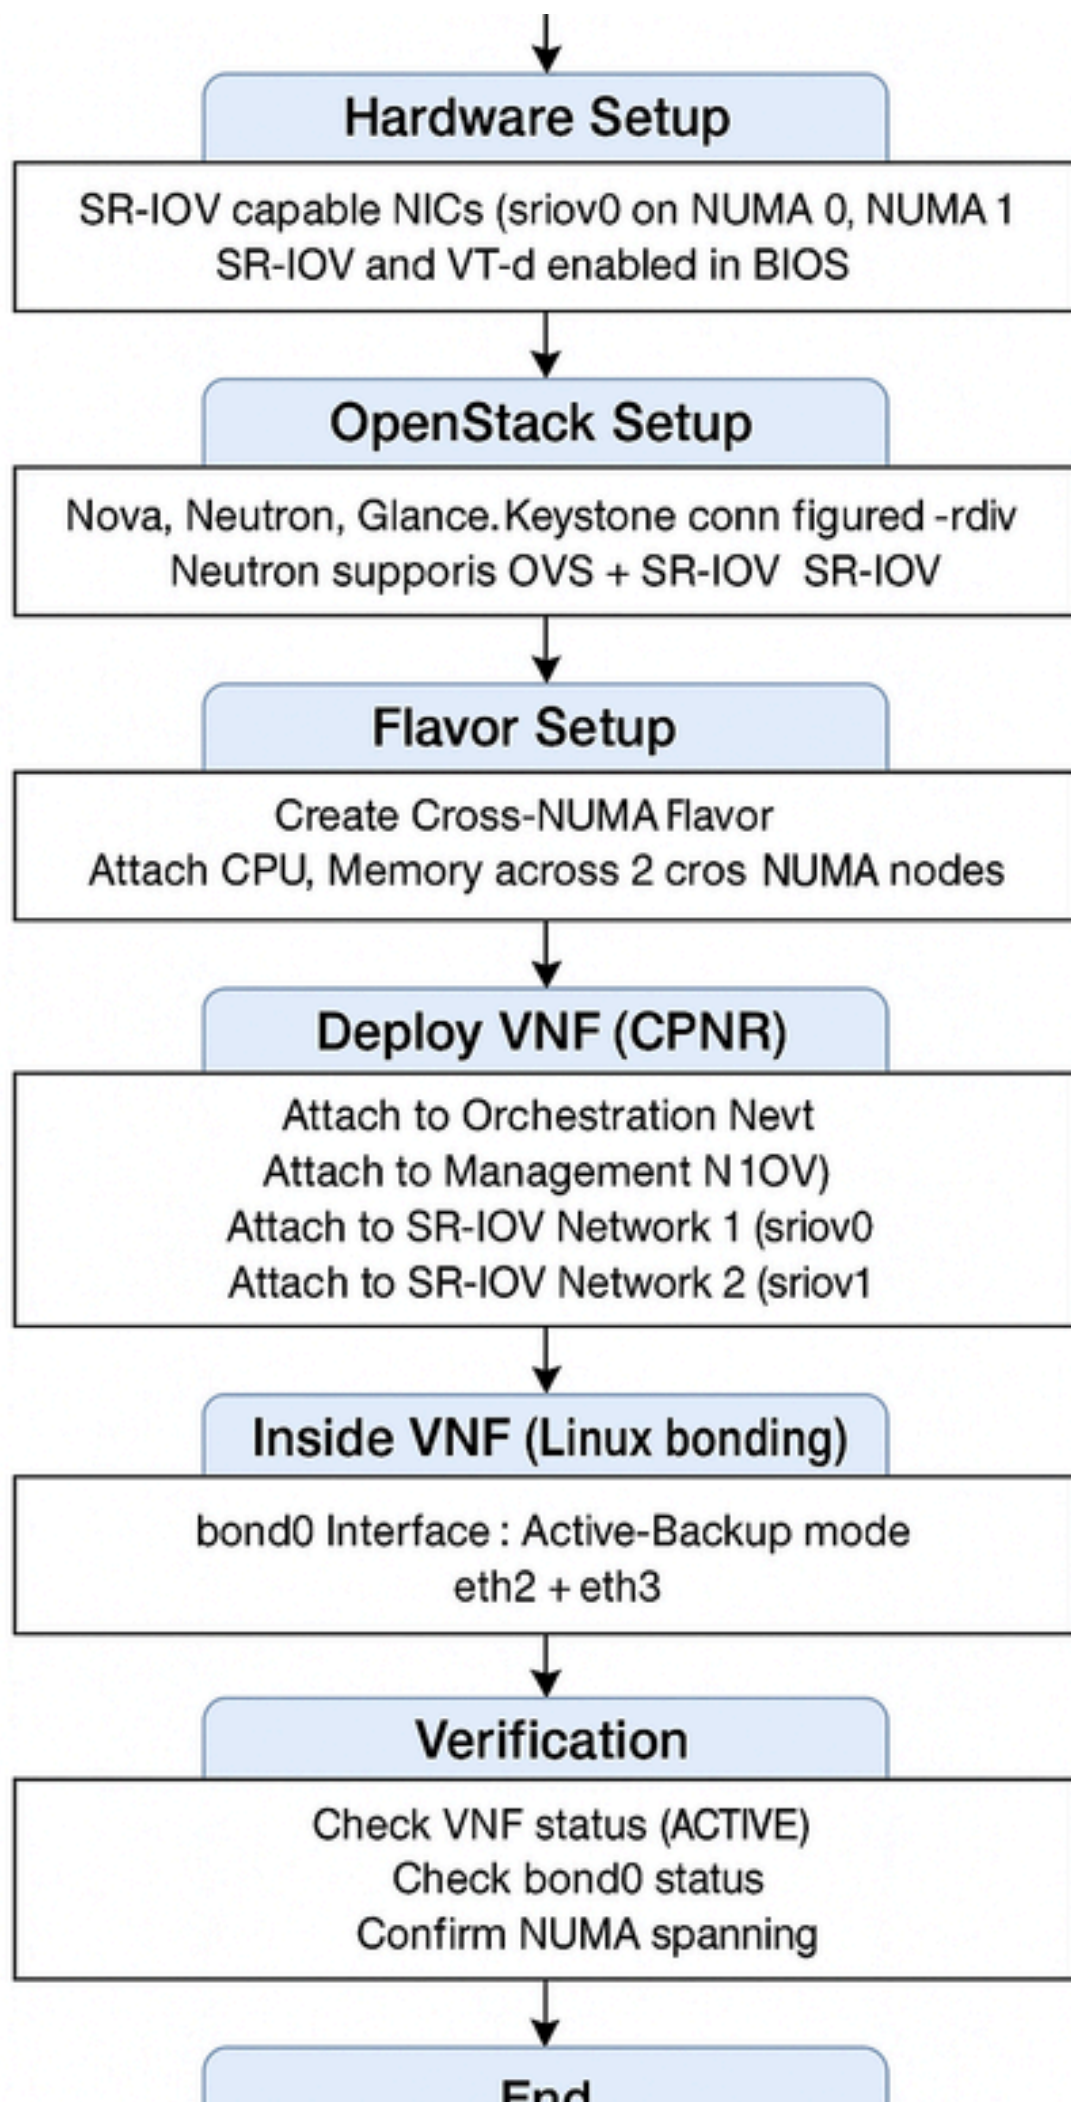 Hardware Setup
SR-IOV capable NICs (sriov0 on NUMA 0, NUMA 1
SR-IOV and VT-d enabled in BIOS
OpenStack Setup
Nova, Neutron, Glance.Keystone conn figured -rdiv
Neutron supporis OVS + SR-IOV SR-IOV
Flavor Setup
Create Cross-NUMA Flavor
Attach CPU, Memory across 2 cros NUMA nodes
Deploy VNF (CPNR)
Attach to Orchestration Nevt
Attach to Management N1OV)
Attach to SR-IOV Network 1 (sriov0
Attach to SR-IOV Network 2 (sriov1
Inside VNF (Linux bonding)
bond0 Interface : Active-Backup mode
eth2 + eth3
Verification
Check VNF status (ACTIVE)
Check bond0 status
Confirm NUMA spanning
End